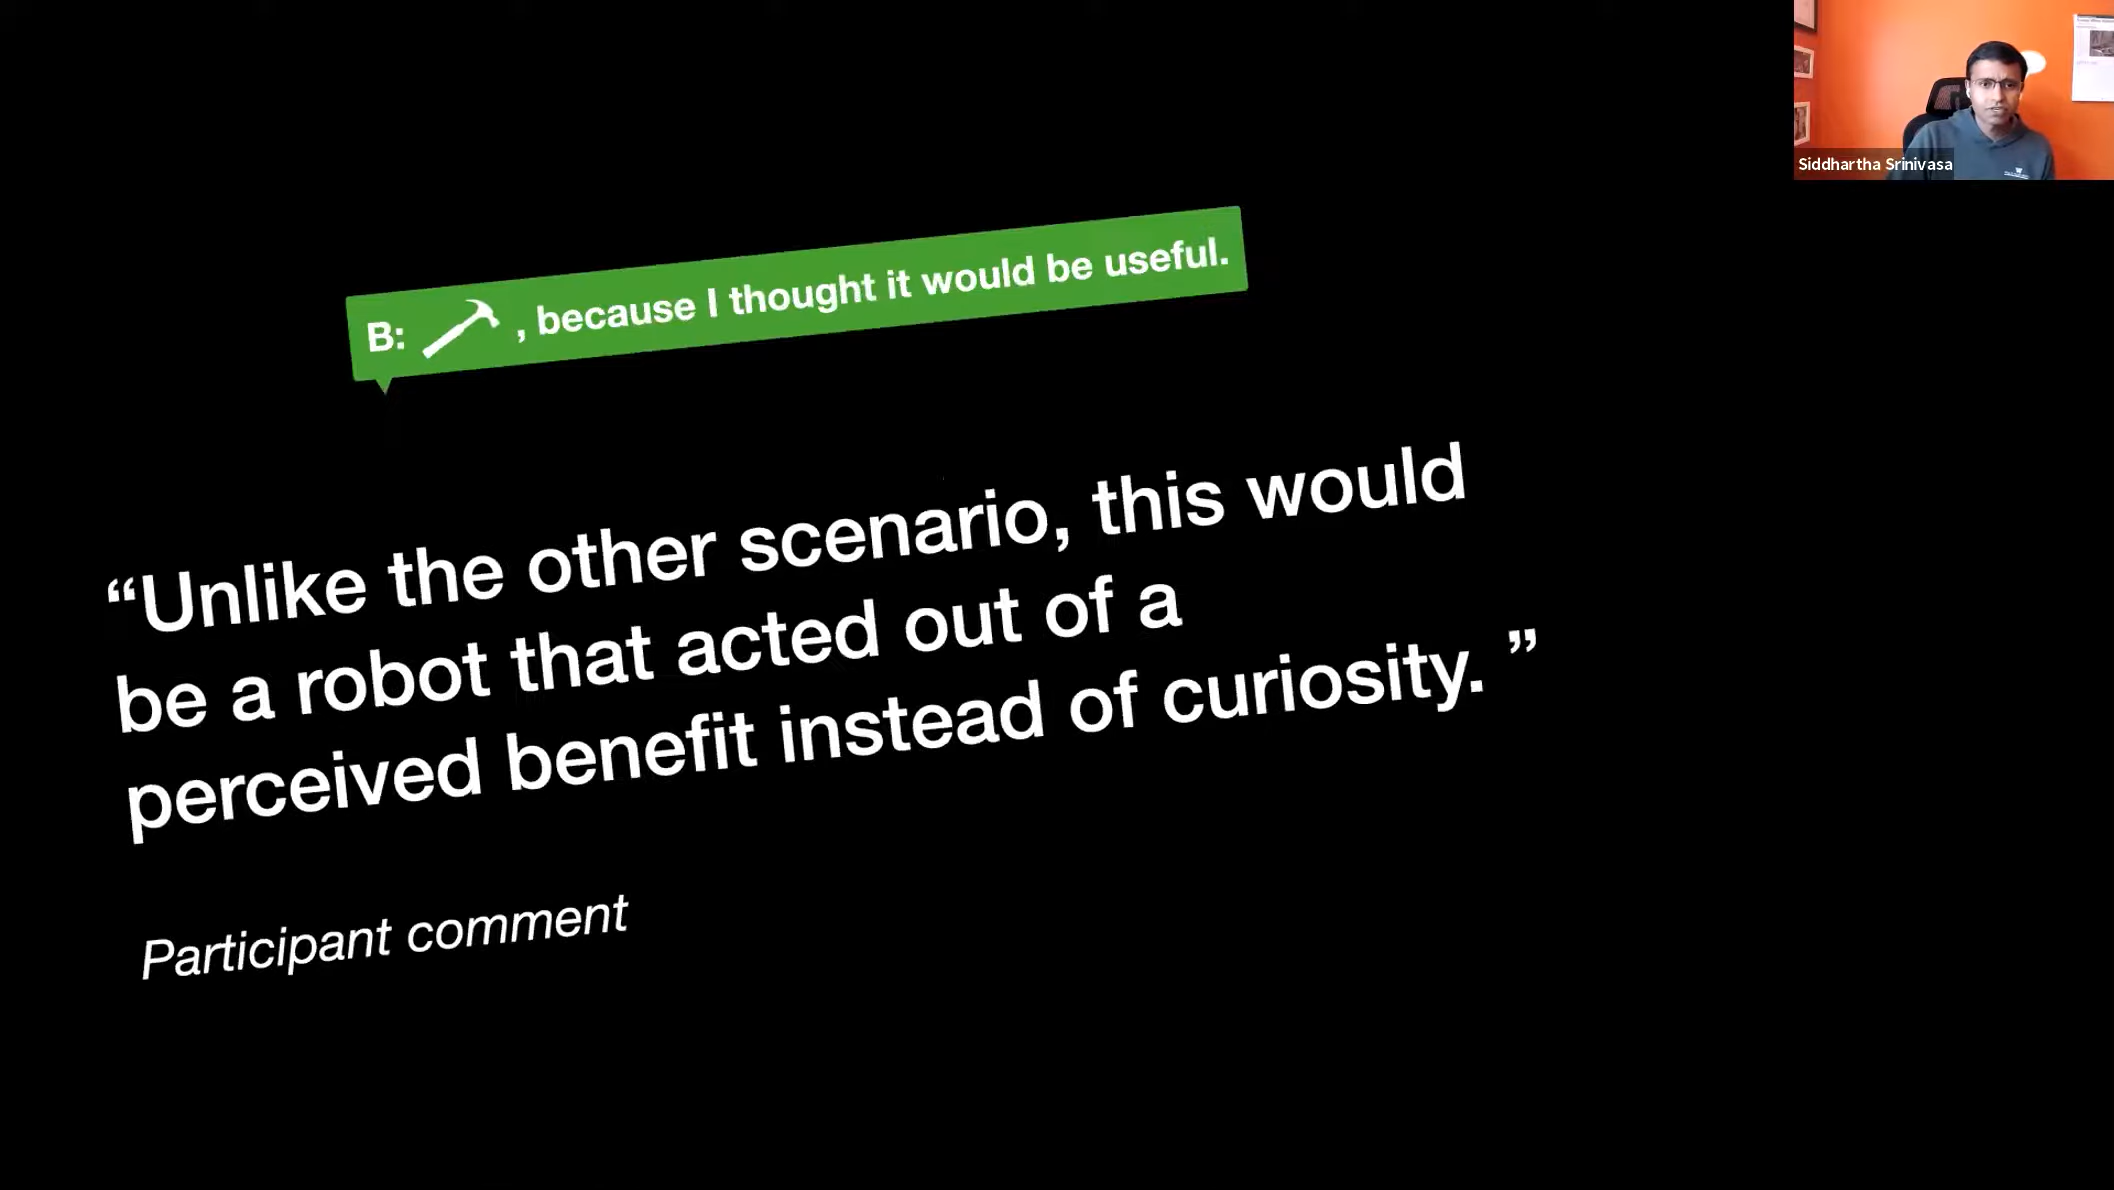 Siddhartha Srinivasa
B: , because I thought it would be useful.
“Unlike the other scenario, this would
be a robot that acted out of a
perceived benefit instead of curiosity. ”
Participant comment